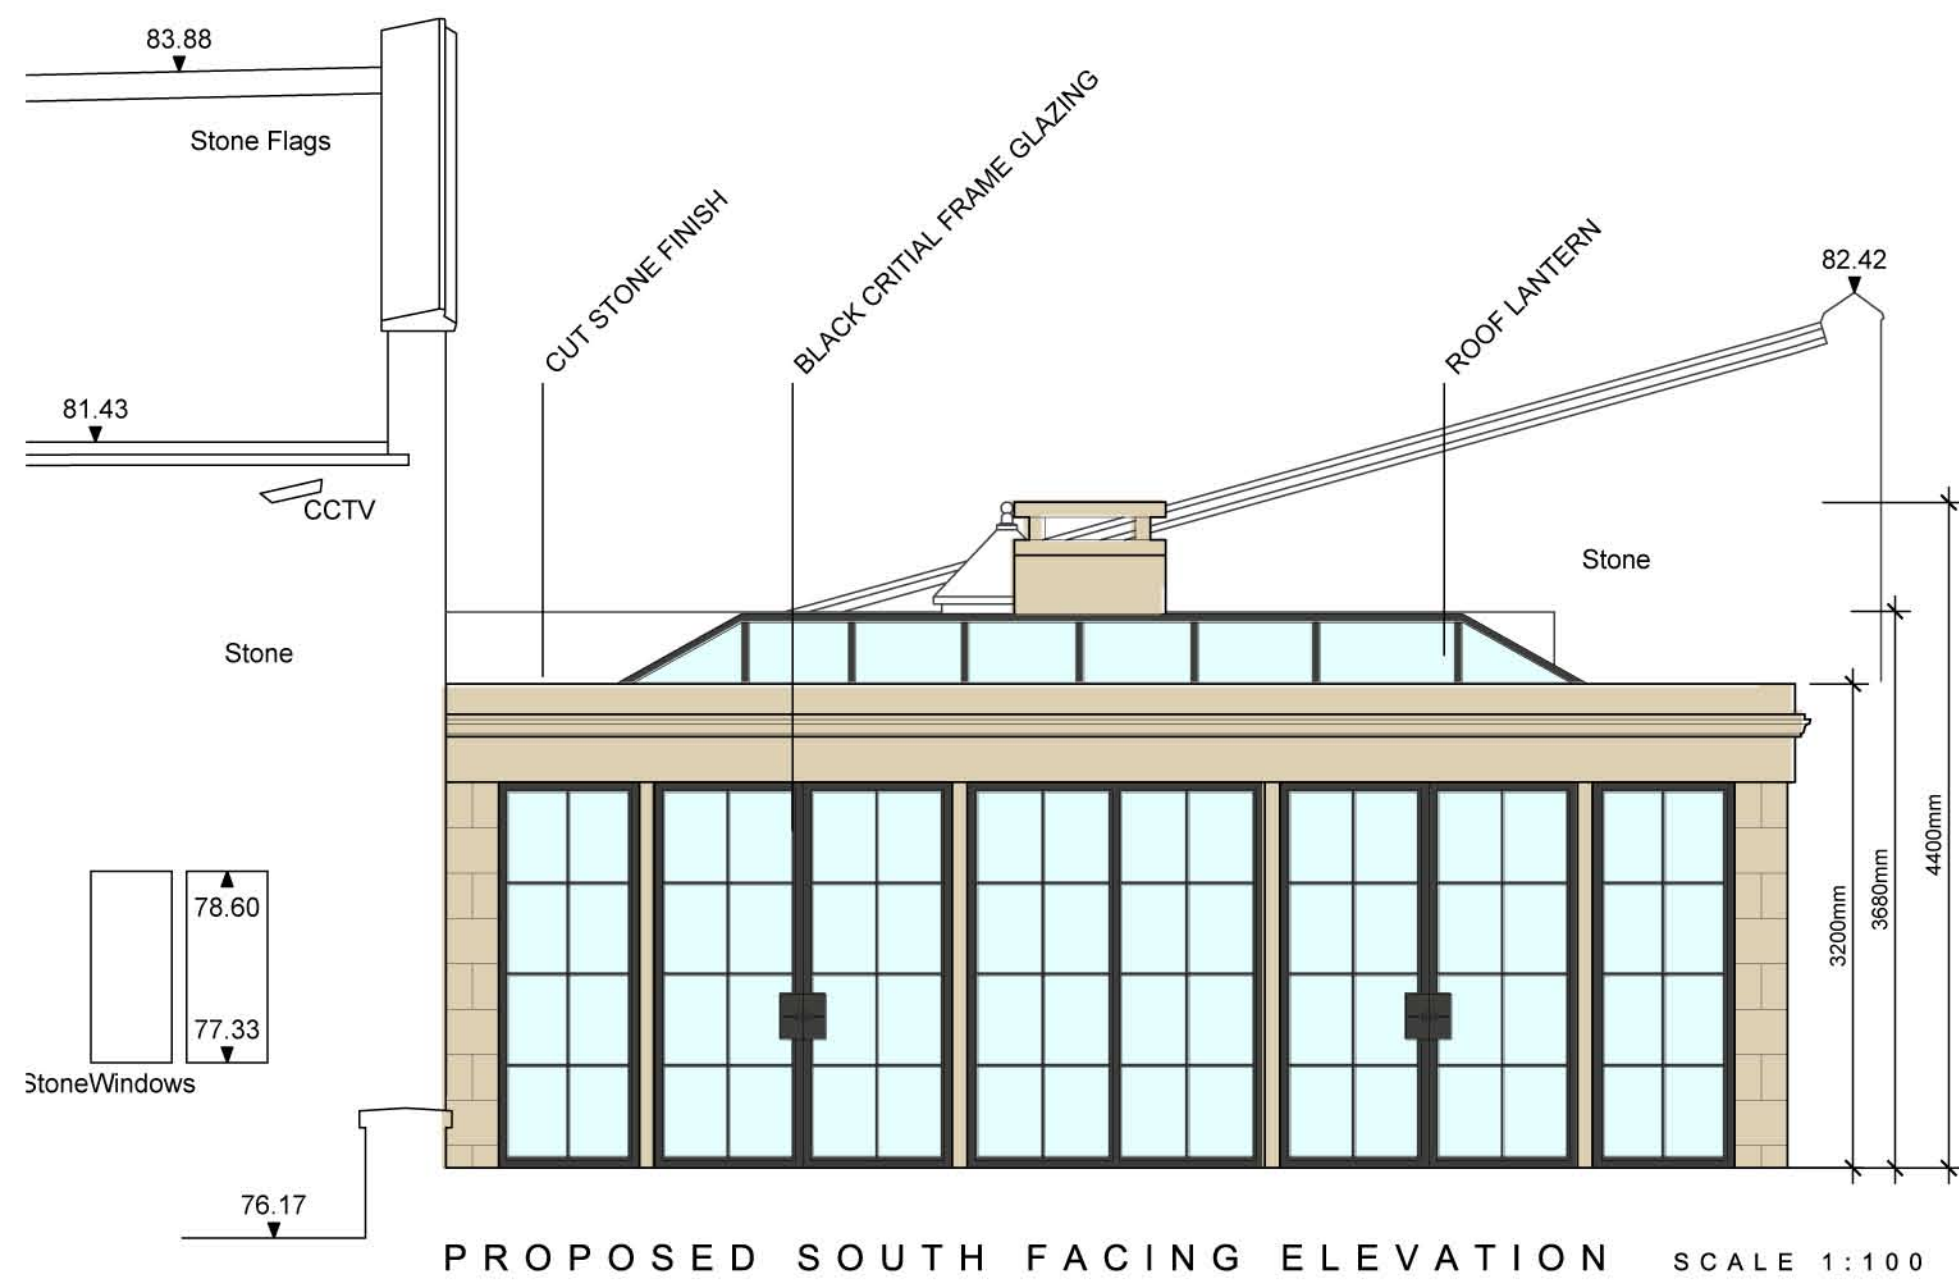 83.88
Stone Flags
CUT STONE FINISH
BLACK CRITIAL FRAME GLAZING
ROOF LANTERN
82.42
81.43
CCTV
Stone
Stone
78.60
77.33
StoneWindows
3200mm
3680mm
4400mm
76.17
PROPOSED SOUTH FACING ELEVATION SCALE 1:100